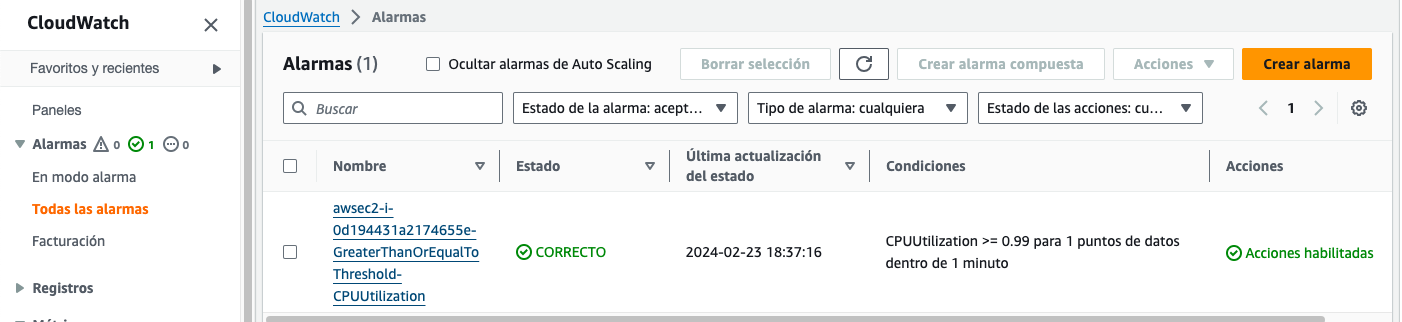 CloudWatch
Favoritos y recientes
Paneles
Alarmas 0 1 0
En modo alarma
Todas las alarmas
Facturación
Registros
CloudWatch > Alarmas
Alarmas (1)
Ocultar alarmas de Auto Scaling
Borrar selección
Crear alarma compuesta
Acciones
Crear alarma
Buscar
Estado de la alarma: acept...
Tipo de alarma: cualquiera
Estado de las acciones: cu...
1
Nombre
Estado
Última actualización
del estado
Condiciones
Acciones
awsec2-i-
0d194431a2174655e-
GreaterThanOrEqualTo
Threshold-
CPUUtilization
CORRECTO
2024-02-23 18:37:16
CPUUtilization >= 0.99 para 1 puntos de datos
dentro de 1 minuto
Acciones habilitadas